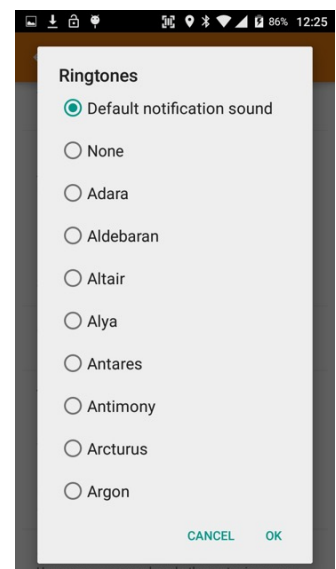 86% 12:25
Ringtones
Default notification sound
None
Adara
Aldebaran
Altair
Alya
Antares
Antimony
Arcturus
Argon
CANCEL OK